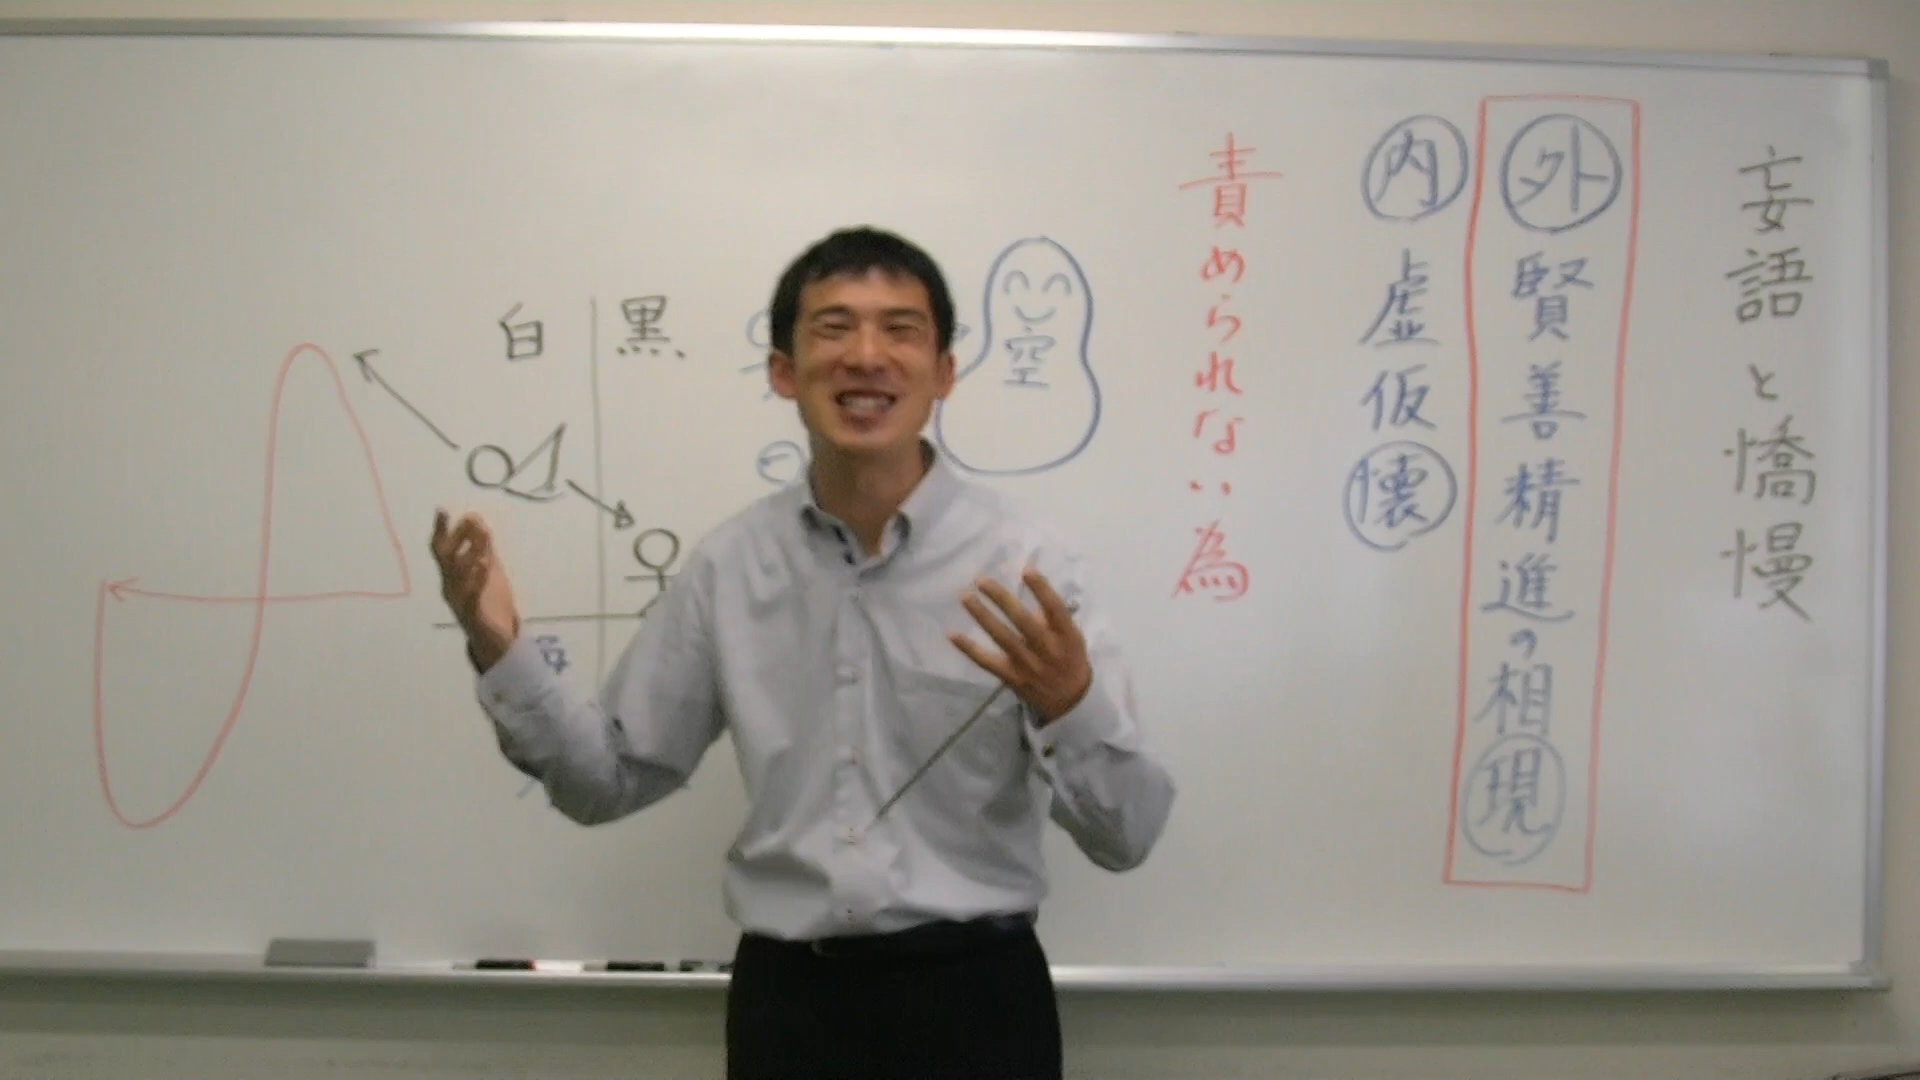 妄語と憍慢
外賢善精進の相現
内虚仮懐
責められない為
空
黒
白